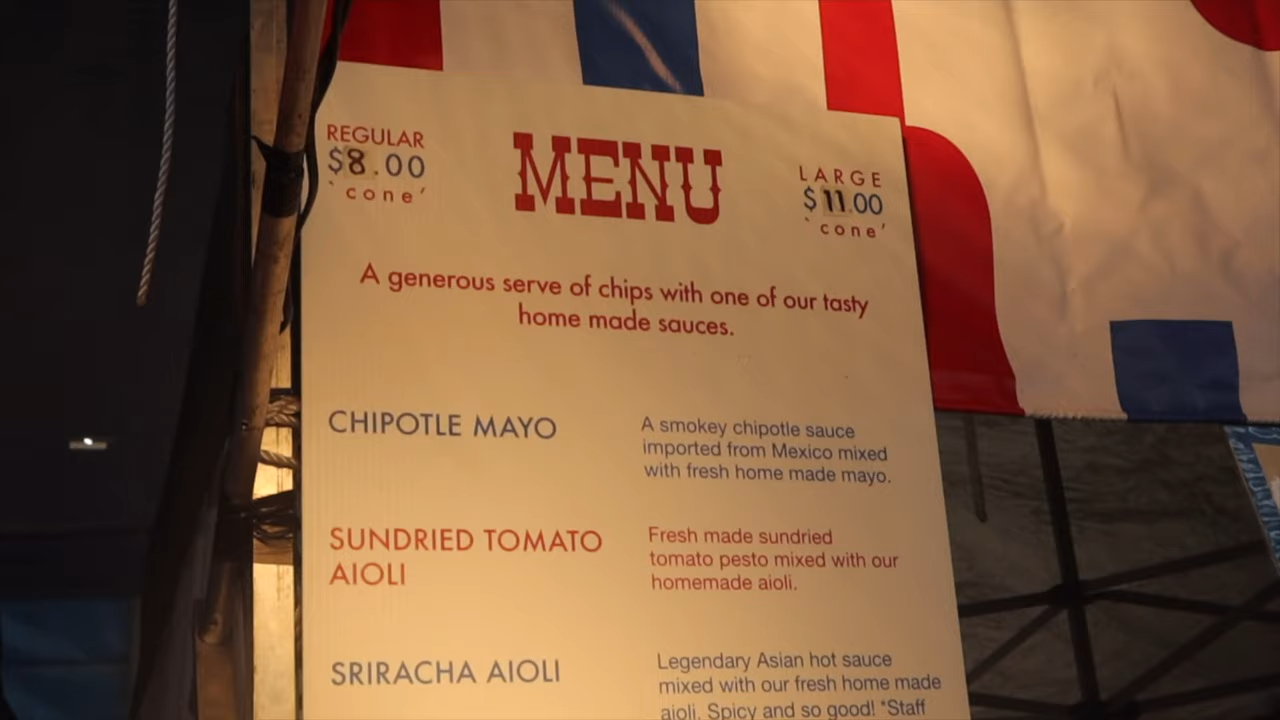 REGULAR
$8.00
`cone'
MENU
LARGE
$11.00
`cone'
A generous serve of chips with one of our tasty
home made sauces.
CHIPOTLE MAYO
A smokey chipotle sauce
imported from Mexico mixed
with fresh home made mayo.
SUNDRIED TOMATO
AIOLI
Fresh made sundried
tomato pesto mixed with our
homemade aioli.
SRIRACHA AIOLI
Legendary Asian hot sauce
mixed with our fresh home made
aioli. Spicy and so good! *Staff